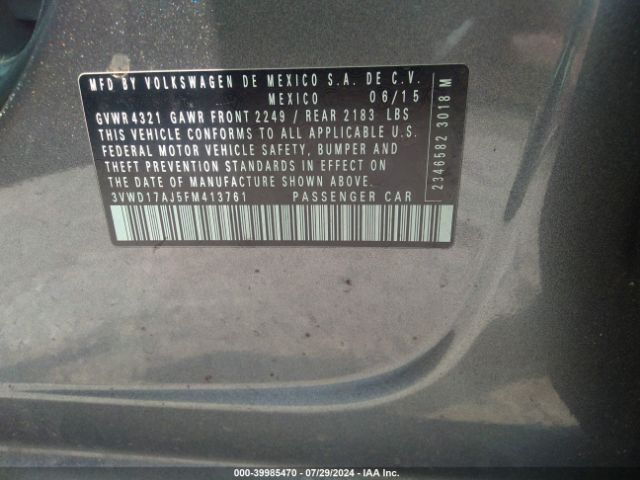 MFD BY VOLKSWAGEN DE MEXICO S.A. DE C.V.
MEXICO 06/15
GVWR 4321 GAWR FRONT 2249 / REAR 2183 LBS
THIS VEHICLE CONFORMS TO ALL APPLICABLE U.S.
FEDERAL MOTOR VEHICLE SAFETY, BUMPER AND
THEFT PREVENTION STANDARDS IN EFFECT ON
THE DATE OF MANUFACTURE SHOWN ABOVE.
3VWD17AJ5FM413761 PASSENGER CAR
2346582 3018 M
000-39985470 - 07/29/2024 - IAA Inc.